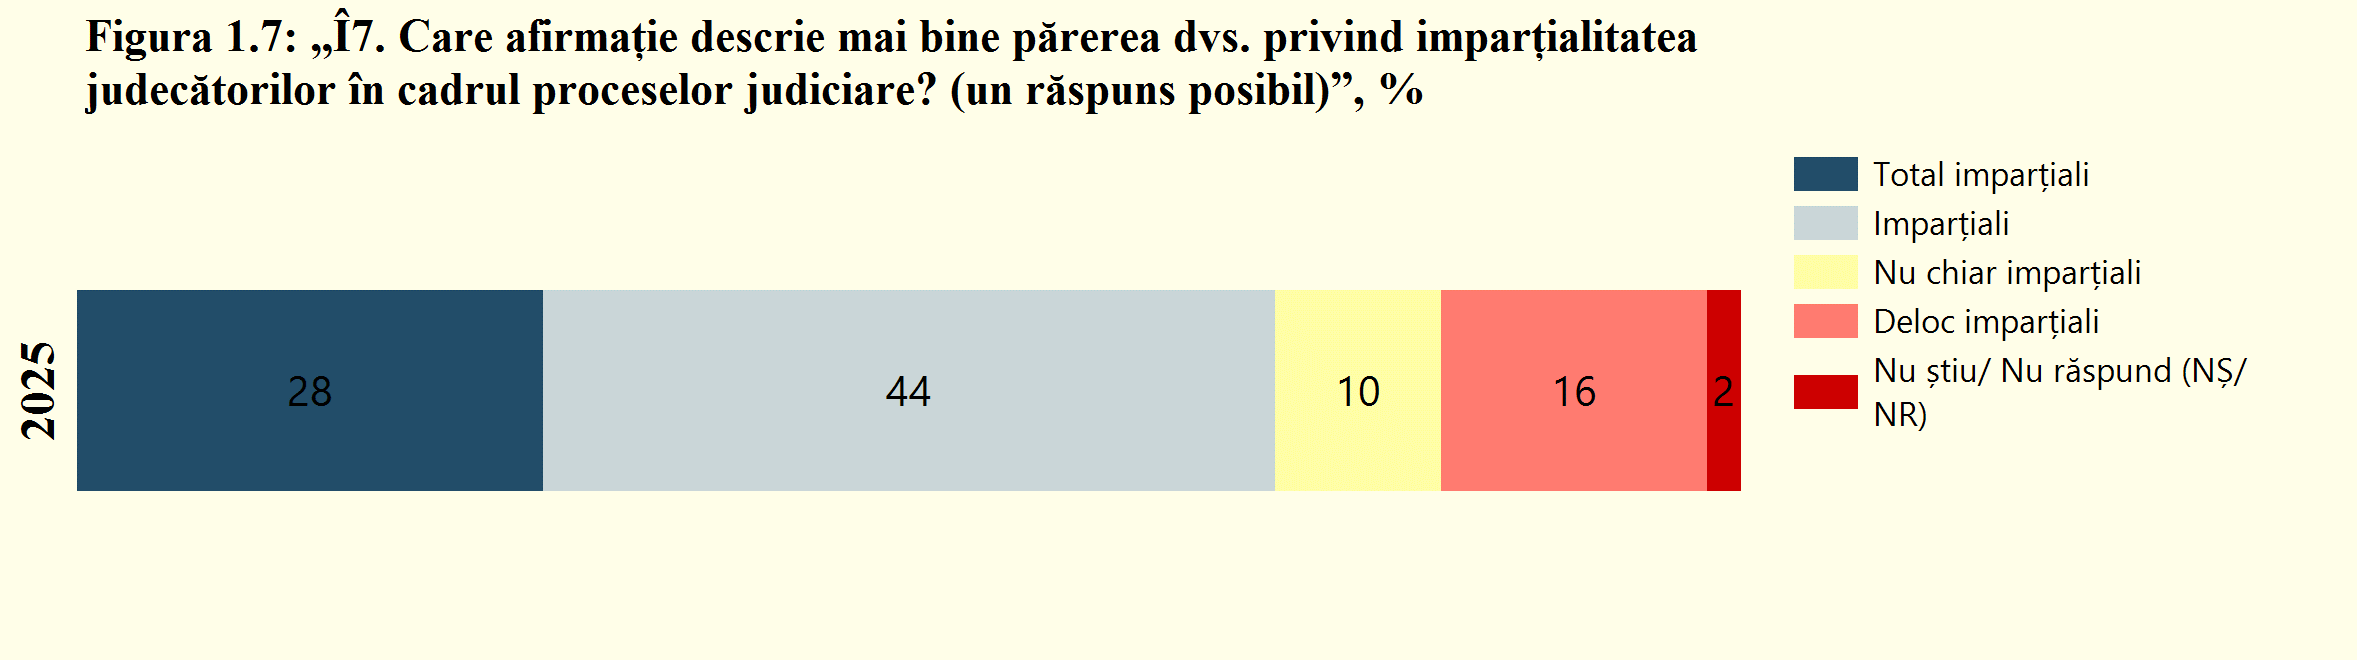 Figura 1.7: „Î7. Care afirmație descrie mai bine părerea dvs. privind imparțialitatea
judecătorilor în cadrul proceselor judiciare? (un răspuns posibil)”, %
Total imparțiali
Imparțiali
Nu chiar imparțiali
Deloc imparțiali
Nu știu/ Nu răspund (NȘ/
NR)
2025
28
44
10
16
2